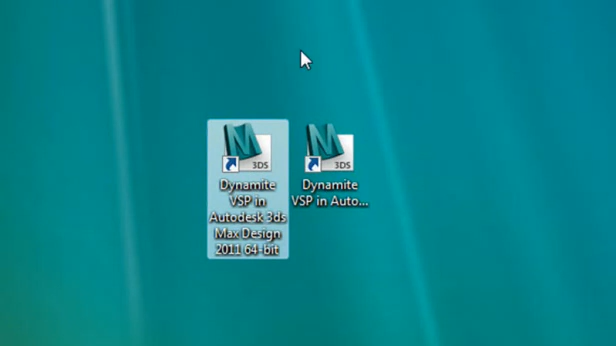 M
3DS
Dynamite
VSP in
Autodesk 3ds
Max Design
2011 64-bit
M
3DS
Dynamite
VSP in Auto...